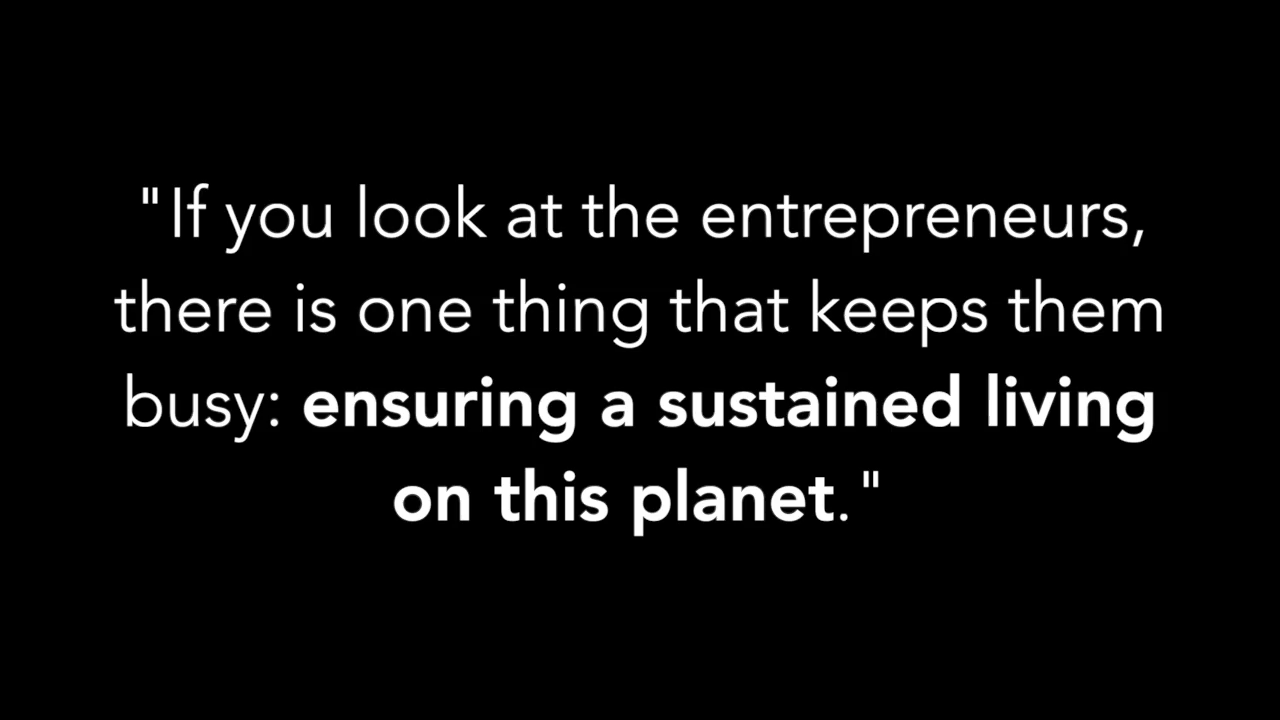 "If you look at the entrepreneurs,
there is one thing that keeps them
busy: ensuring a sustained living
on this planet."